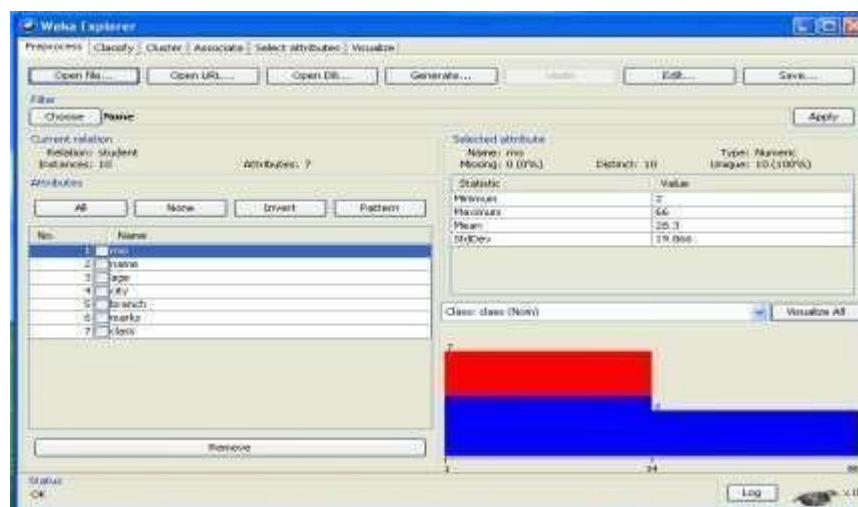 Weka Explorer
Preprocess Classify Cluster Associate Select attributes Visualize
Open file... Open URL... Open DB... Generate... Undo Edit... Save...
Filter
Choose None Apply
Current relation
Relation: student
Instances: 10 Attributes: 7
Selected attribute
Name: rno Type: Numeric
Missing: 0 (0%) Distinct: 10 Unique: 10 (100%)
Attributes
All None Invert Pattern
No. Name
1 rno
2 name
3 age
4 city
5 branch
6 marks
7 class
Remove
Statistic Value
Minimum 2
Maximum 66
Mean 28.3
StdDev 19.866
Class: class (Nom) Visualize All
7
2 34
Status
OK
Log x 0